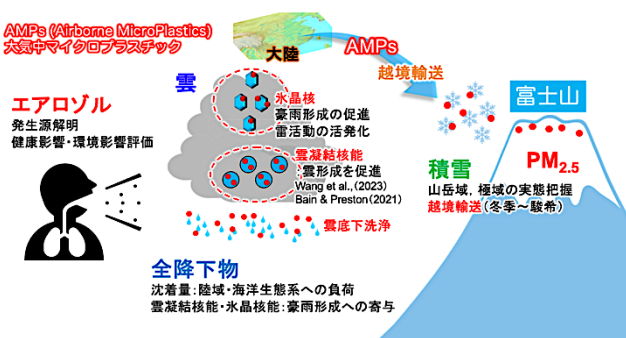 AMPs (Airborne MicroPlastics)
大気中マイクロプラスチック
大陸
AMPs
越境輸送
雲
エアロゾル
発生源解明
健康影響・環境影響評価
氷晶核
豪雨形成の促進
雷活動の活発化
雲凝結核能
:雲形成を促進
Wang et al.,(2023)
Bain & Preston(2021)
雲底下洗浄
富士山
PM2.5
積雪
山岳域, 極域の実態把握
越境輸送(冬季~駿希)
全降下物
沈着量:陸域・海洋生態系への負荷
雲凝結核能・氷晶核能:豪雨形成への寄与